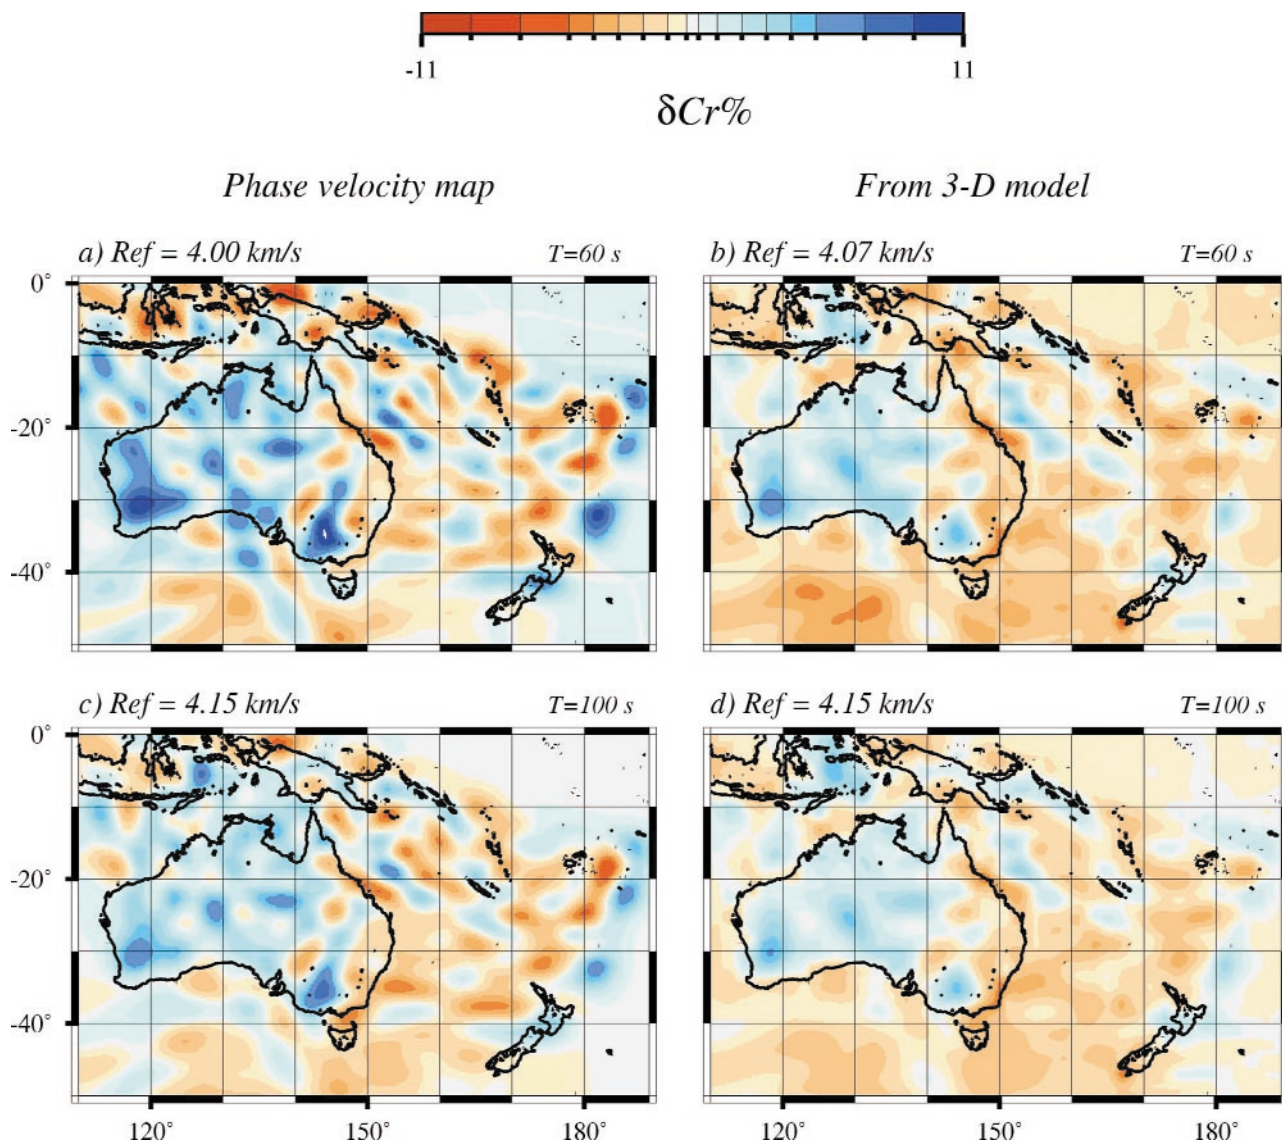 -11 11
δCr%
Phase velocity map From 3-D model
a) Ref = 4.00 km/s T=60 s b) Ref = 4.07 km/s T=60 s
0°
-20°
-40°
c) Ref = 4.15 km/s T=100 s d) Ref = 4.15 km/s T=100 s
0°
-20°
-40°
120° 150° 180° 120° 150° 180°